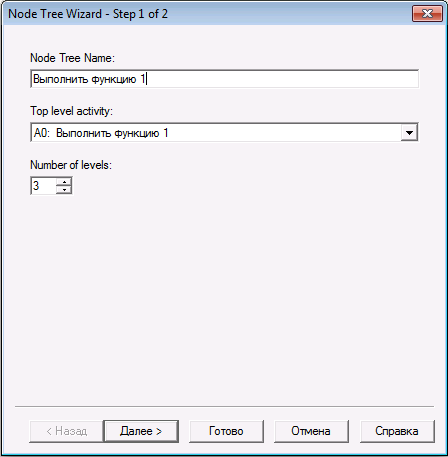 Node Tree Wizard - Step 1 of 2
Node Tree Name:
Выполнить функцию 1
Top level activity:
A0: Выполнить функцию 1
Number of levels:
3
< Назад Далее > Готово Отмена Справка